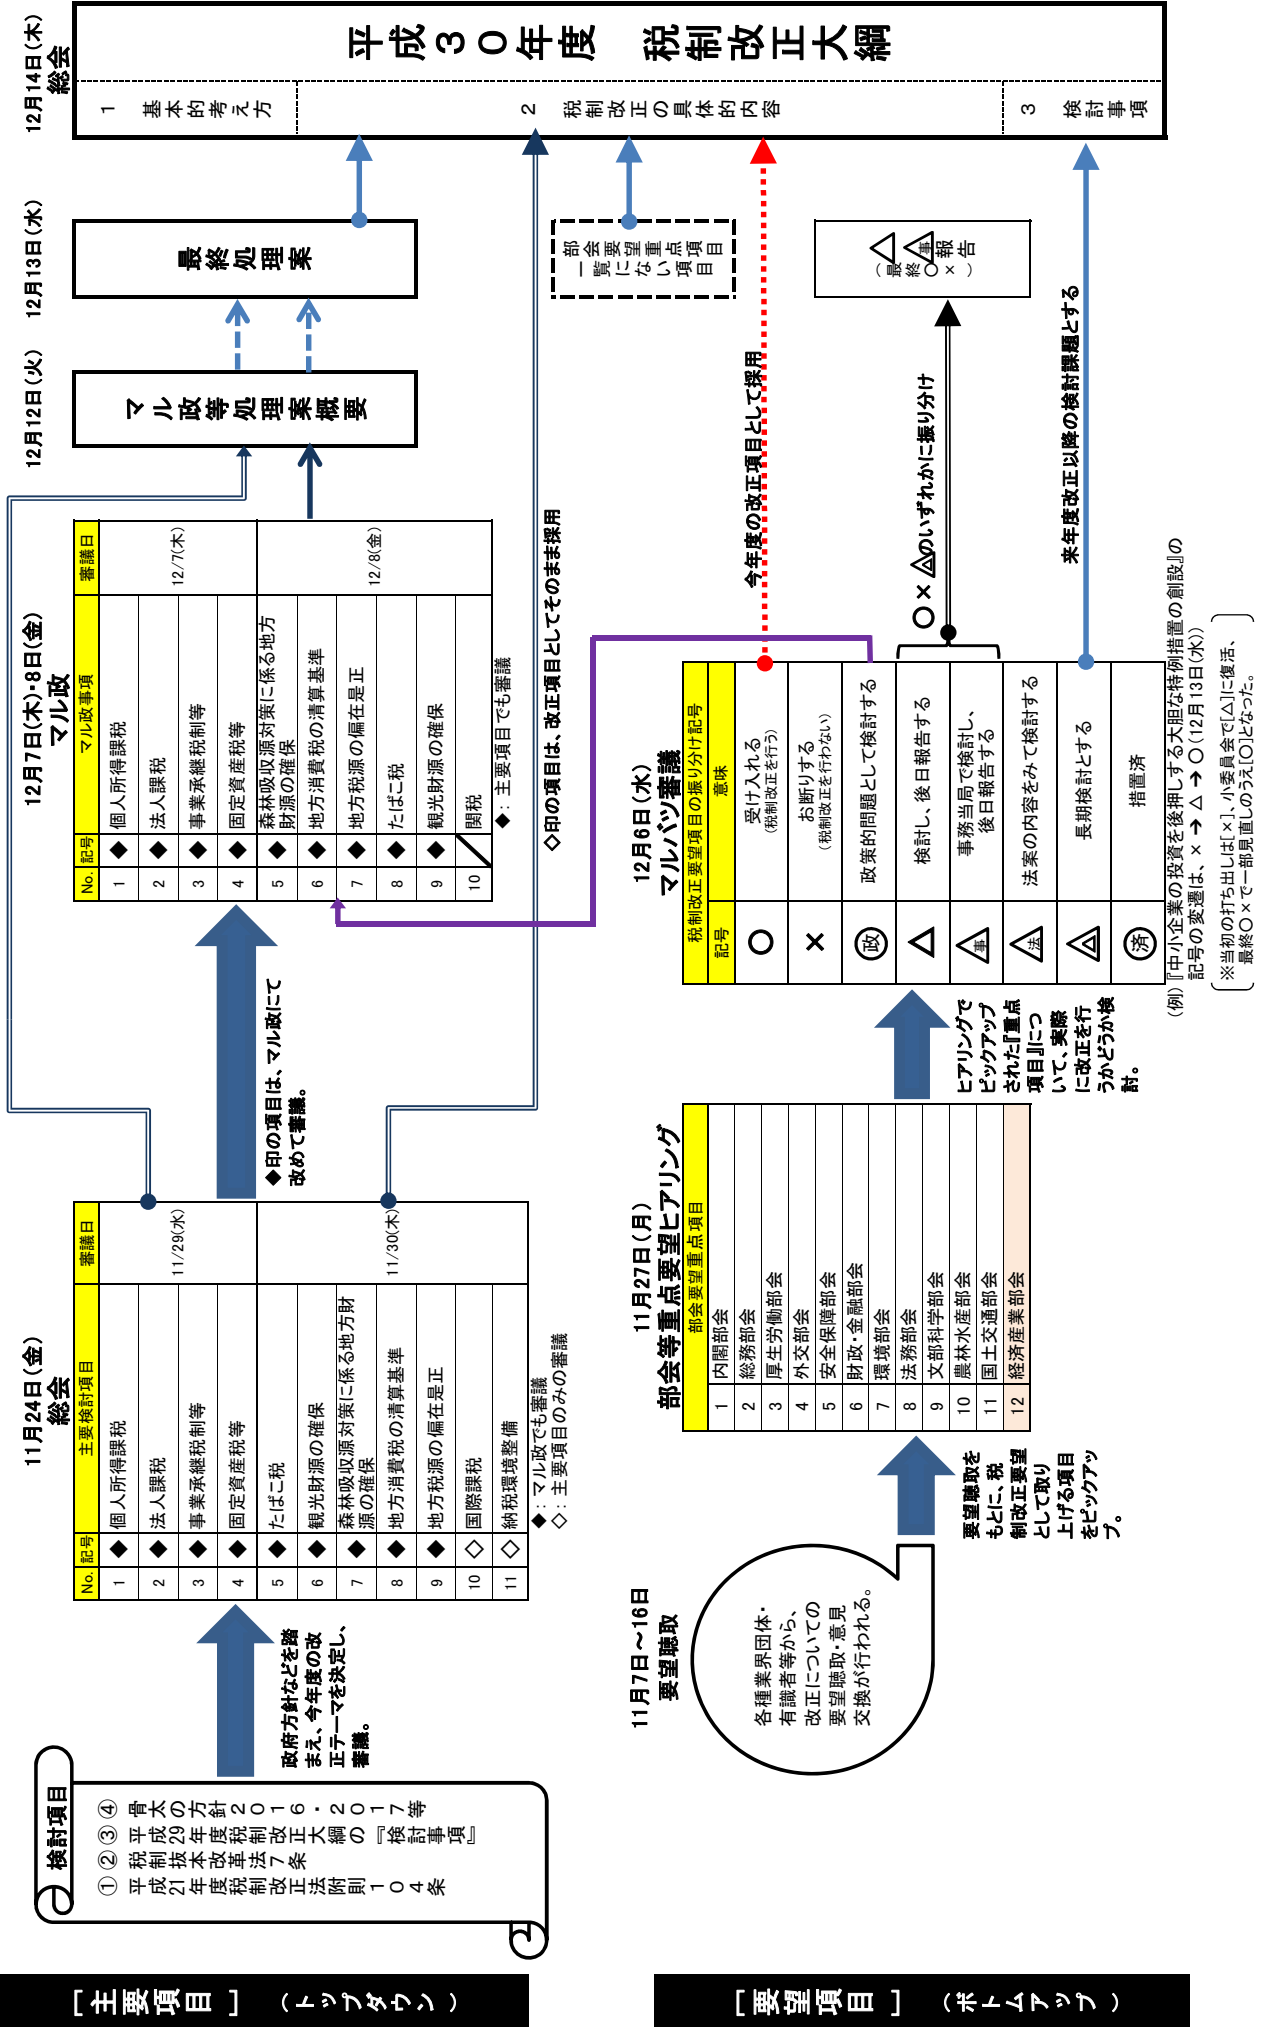 [主要項目]（トップダウン）
検討項目
① 平成21年度税制改正法附則１０４条
② 税制抜本改革法７条
③ 平成29年度税制改正大綱の『検討事項』
④ 骨太の方針２０１６・２０１７等
政府方針などを踏
まえ、今年度の改
正テーマを決定し、
審議。
11月24日(金)
総会
No. 記号 主要検討項目 審議日
1 ◆ 個人所得課税
2 ◆ 法人課税
3 ◆ 事業承継税制等
4 ◆ 固定資産税等
11/29(水)
5 ◆ たばこ税
6 ◆ 観光財源の確保
7 ◆ 森林吸収源対策に係る地方財
源の確保
8 ◆ 地方消費税の清算基準
9 ◆ 地方税源の偏在是正
10 ◇ 国際課税
11 ◇ 納税環境整備
11/30(木)
◆：マル政でも審議
◇：主要項目のみの審議
◆印の項目は、マル政にて
改めて審議。
12月7日(木)・8日(金)
マル政
No. 記号 マル政事項 審議日
1 ◆ 個人所得課税
2 ◆ 法人課税
3 ◆ 事業承継税制等
4 ◆ 固定資産税等
12/7(木)
5 ◆ 森林吸収源対策に係る地方
財源の確保
6 ◆ 地方消費税の清算基準
7 ◆ 地方税源の偏在是正
8 ◆ たばこ税
9 ◆ 観光財源の確保
10 関税
12/8(金)
◆：主要項目でも審議
◇印の項目は、改正項目としてそのまま採用
12月12日(火)
マル政等処理案概要
12月13日(水)
最終処理案
12月14日(木)
総会
平成３０年度　税制改正大綱
1 基本的考え方
2 税制改正の具体的内容
3 検討事項
[要望項目]（ボトムアップ）
11月7日～16日
要望聴取
各種業界団体・
有識者等から、
改正についての
要望聴取・意見
交換が行われる。
要望聴取を
もとに、税
制改正要望
として取り
上げる項目
をピックアッ
プ。
11月27日(月)
部会等重点要望ヒアリング
部会要望重点項目
1 内閣部会
2 総務部会
3 厚生労働部会
4 外交部会
5 安全保障部会
6 財政・金融部会
7 環境部会
8 法務部会
9 文部科学部会
10 農林水産部会
11 国土交通部会
12 経済産業部会
ヒアリングで
ピックアップ
された『重点
項目』につ
いて、実際
に改正を行
うかどうか検
討。
12月6日(水)
マルバツ審議
税制改正要望項目の振り分け記号
記号 意味
○ 受け入れる
(税制改正を行う)
× お断りする
(税制改正を行わない)
政 政策的問題として検討する
△ 検討し、後日報告する
事 事務当局で検討し、
後日報告する
法 法案の内容をみて検討する
長期検討とする
済 措置済
(例)『中小企業の投資を後押しする大胆な特例措置の創設』の
記号の変遷は、× → △ → ○(12月13日(水))
※当初の打ち出しは[×]、小委員会で[△]に復活、
最終○×で一部見直しのうえ[○]となった。
今年度の改正項目として採用
○×△のいずれかに振り分け
来年度改正以降の検討課題とする
部会要望重点項目
一覧にない項目
△ 事 報告
(最終○×)